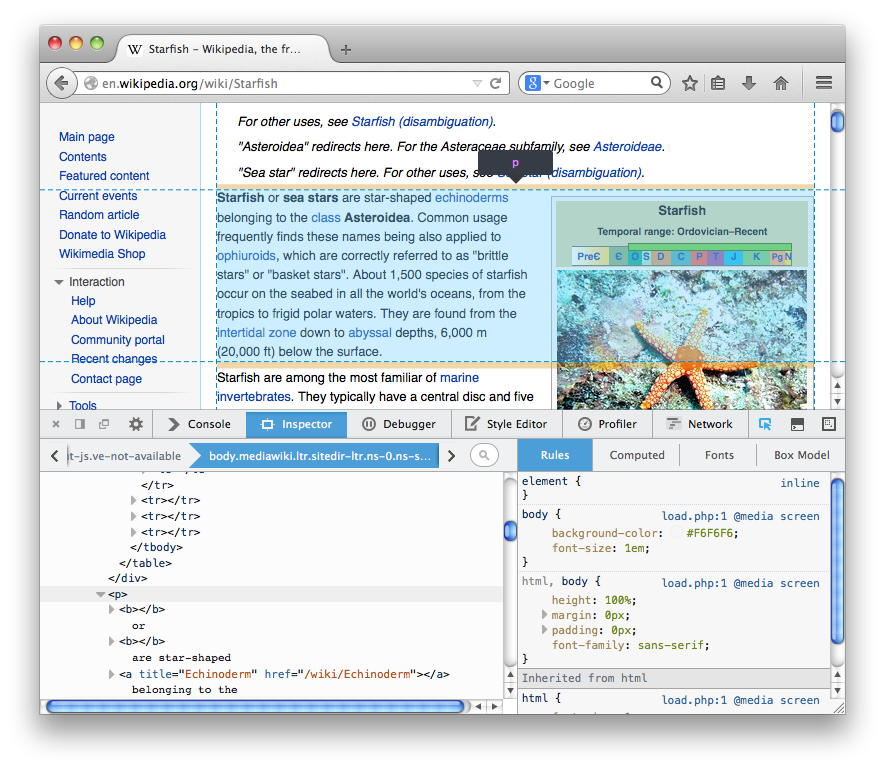 Starfish – Wikipedia, the fr...
en.wikipedia.org/wiki/Starfish
Google
Main page
Contents
Featured content
Current events
Random article
Donate to Wikipedia
Wikimedia Shop
Interaction
Help
About Wikipedia
Community portal
Recent changes
Contact page
Tools
For other uses, see Starfish (disambiguation).
"Asteroidea" redirects here. For the Asteraceae subfamily, see Asteroideae.
"Sea star" redirects here. For other uses, see (disambiguation).
p
Starfish or sea stars are star-shaped echinoderms
belonging to the class Asteroidea. Common usage
frequently finds these names being also applied to
ophiuroids, which are correctly referred to as "brittle
stars" or "basket stars". About 1,500 species of starfish
occur on the seabed in all the world's oceans, from the
tropics to frigid polar waters. They are found from the
intertidal zone down to abyssal depths, 6,000 m
(20,000 ft) below the surface.
Starfish are among the most familiar of marine
invertebrates. They typically have a central disc and five
Starfish
Temporal range: Ordovician–Recent
PreЄ Є O S D C P T J K Pg N
Console
Inspector
Debugger
Style Editor
Profiler
Network
nt-js.ve-not-available
body.mediawiki.ltr.sitedir-ltr.ns-0.ns-s...
Rules
Computed
Fonts
Box Model
</tr>
<tr></tr>
<tr></tr>
<tr></tr>
</tbody>
</table>
</div>
<p>
<b></b>
or
<b></b>
are star-shaped
<a title="Echinoderm" href="/wiki/Echinoderm"></a>
belonging to the
element {
inline
}
body {
load.php:1 @media screen
background-color: #F6F6F6;
font-size: 1em;
}
html, body {
load.php:1 @media screen
height: 100%;
margin: 0px;
padding: 0px;
font-family: sans-serif;
}
Inherited from html
html {
load.php:1 @media screen